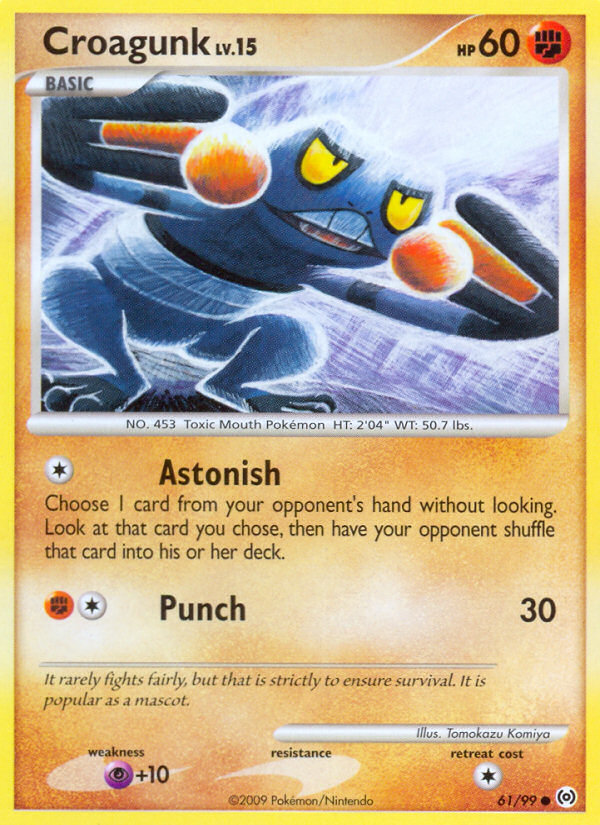 Croagunk LV.15 HP 60
BASIC
NO. 453 Toxic Mouth Pokémon HT: 2'04" WT: 50.7 lbs.
Astonish
Choose 1 card from your opponent's hand without looking.
Look at that card you chose, then have your opponent shuffle
that card into his or her deck.
Punch 30
It rarely fights fairly, but that is strictly to ensure survival. It is
popular as a mascot.
Illus. Tomokazu Komiya
weakness resistance retreat cost
+10
©2009 Pokémon/Nintendo 61/99